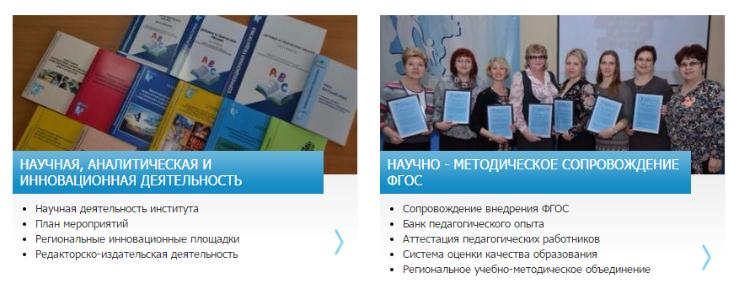 НАУЧНАЯ, АНАЛИТИЧЕСКАЯ И
ИННОВАЦИОННАЯ ДЕЯТЕЛЬНОСТЬ
• Научная деятельность института
• План мероприятий
• Региональные инновационные площадки
• Редакторско-издательская деятельность
НАУЧНО - МЕТОДИЧЕСКОЕ СОПРОВОЖДЕНИЕ
ФГОС
• Сопровождение внедрения ФГОС
• Банк педагогического опыта
• Аттестация педагогических работников
• Система оценки качества образования
• Региональное учебно-методическое объединение